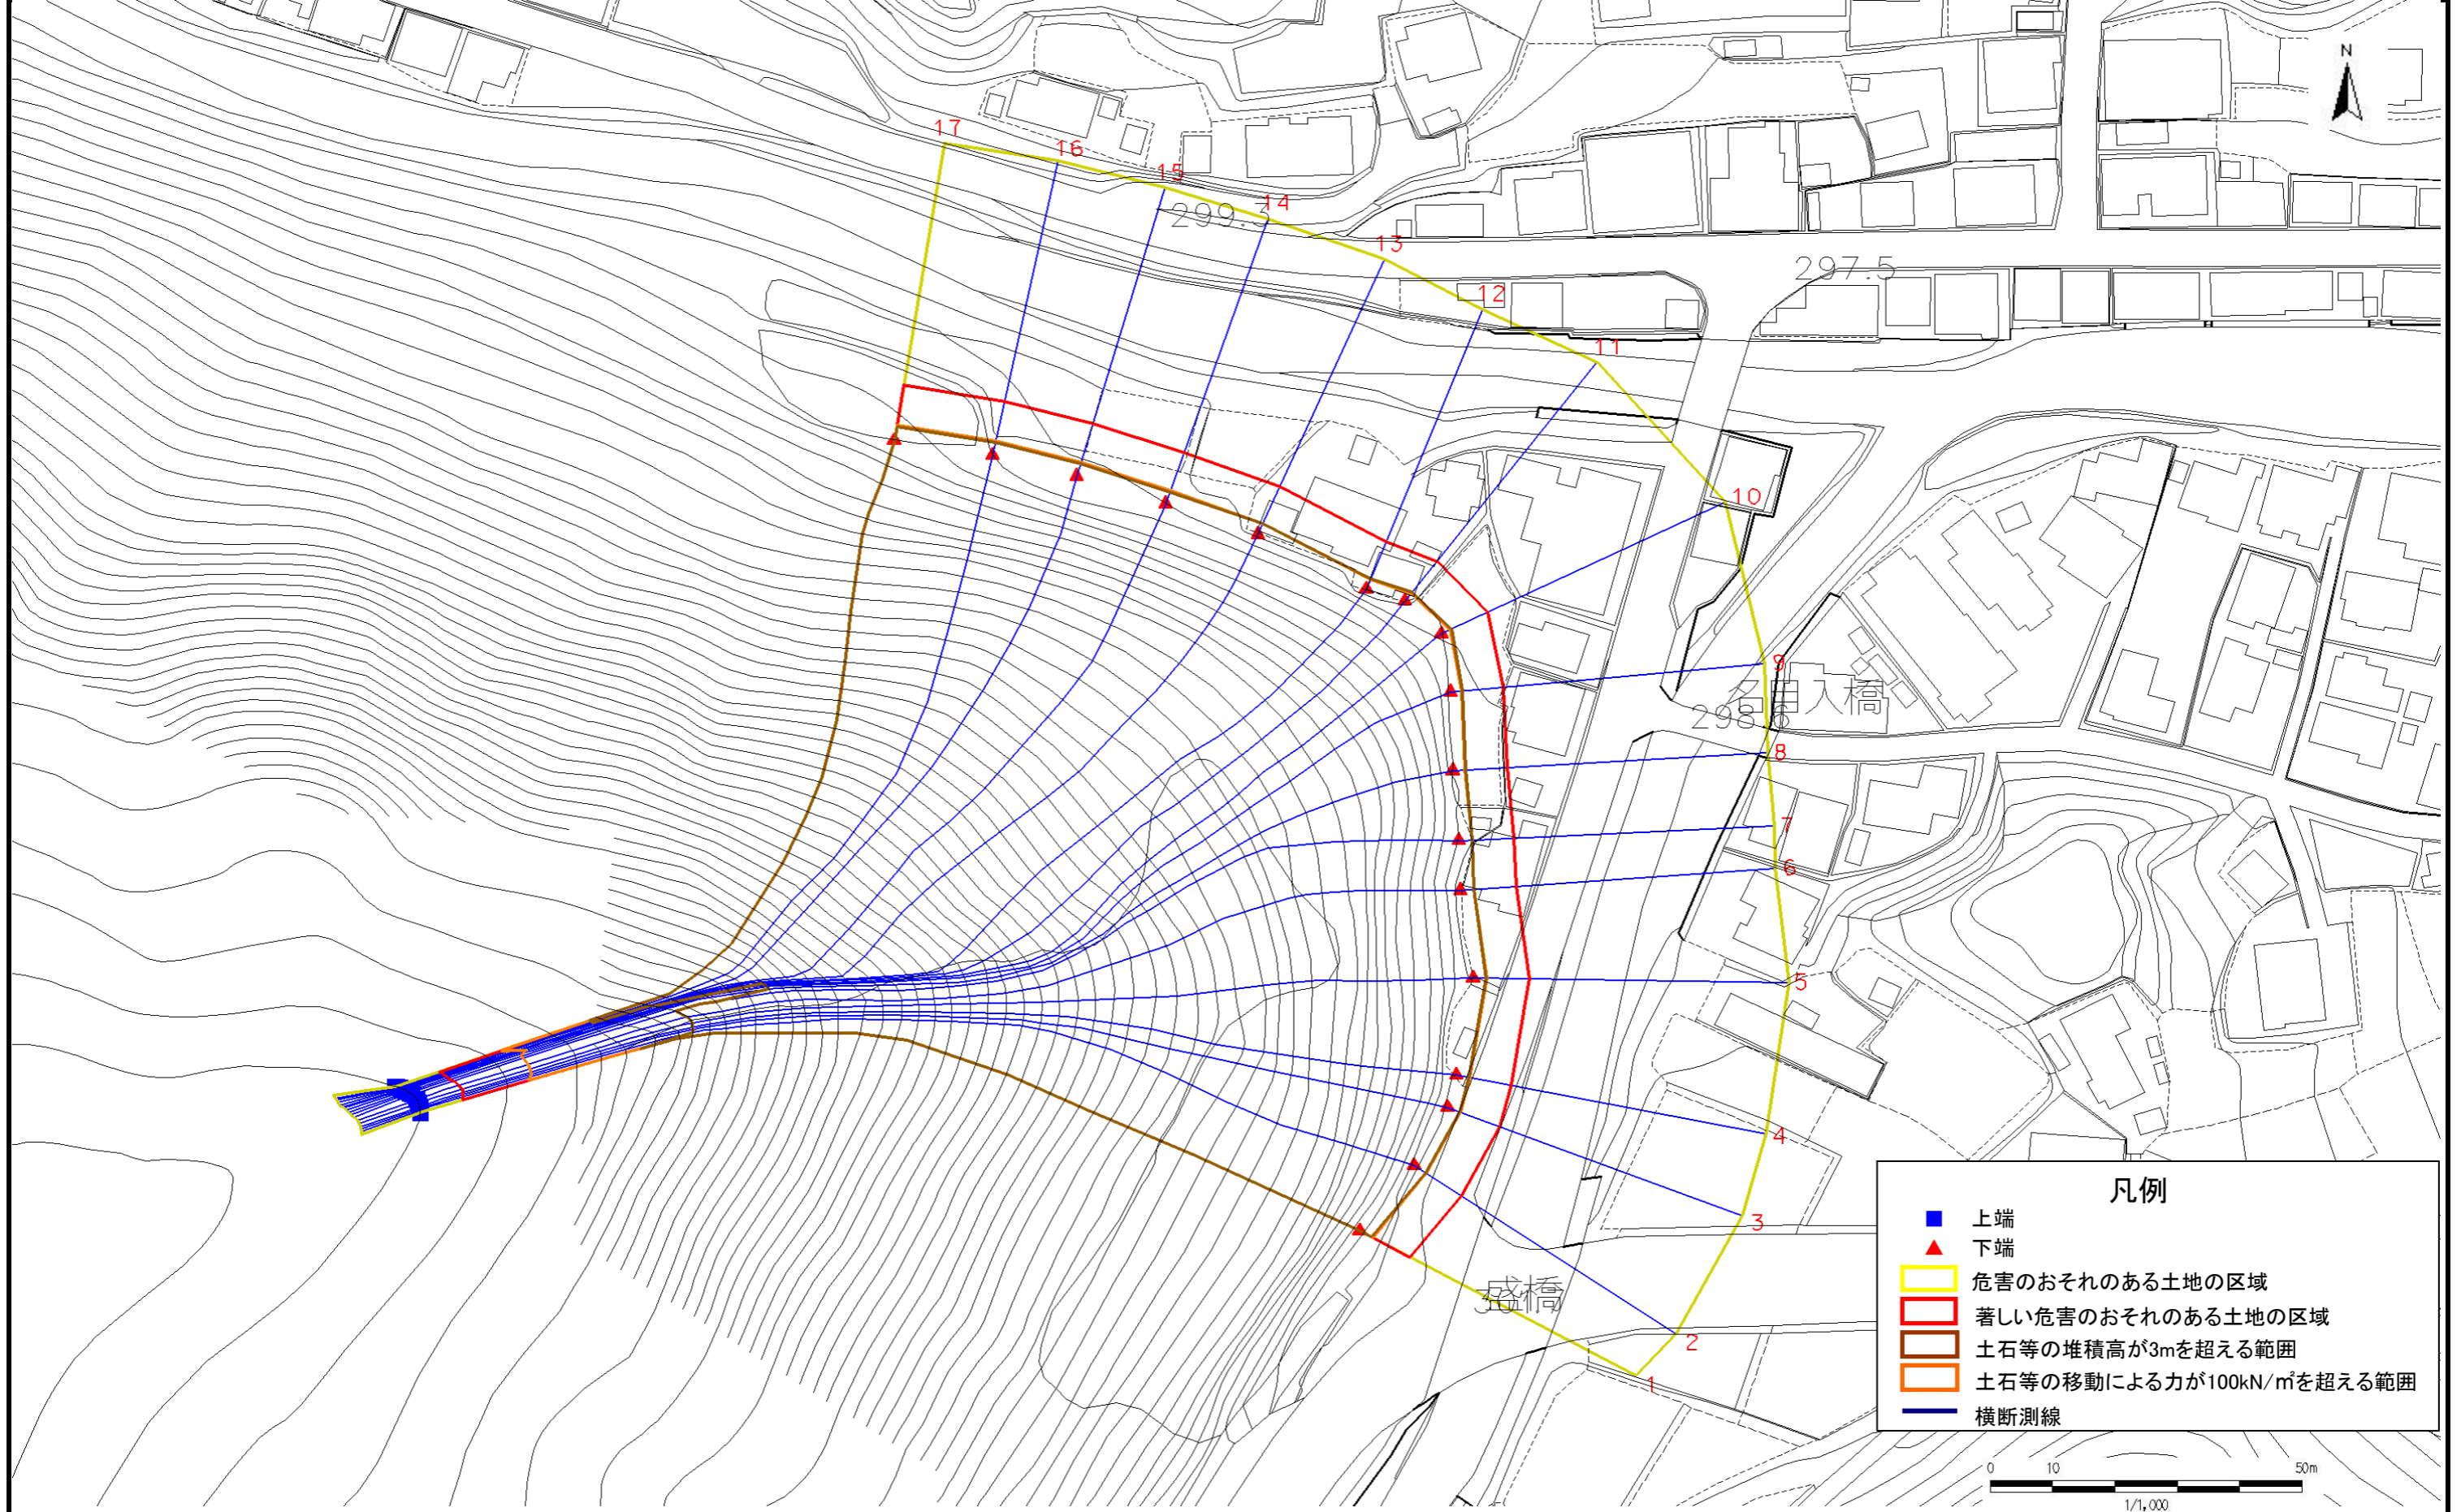 N
17
16
15
14
299.3
13
297.5
12
11
10
9
298.6
8
7
6
5
4
3
盛橋
2
1
凡例
上端
下端
危害のおそれのある土地の区域
著しい危害のおそれのある土地の区域
土石等の堆積高が3mを超える範囲
土石等の移動による力が100kN/㎡を超える範囲
横断測線
0 10 50m
1/1,000